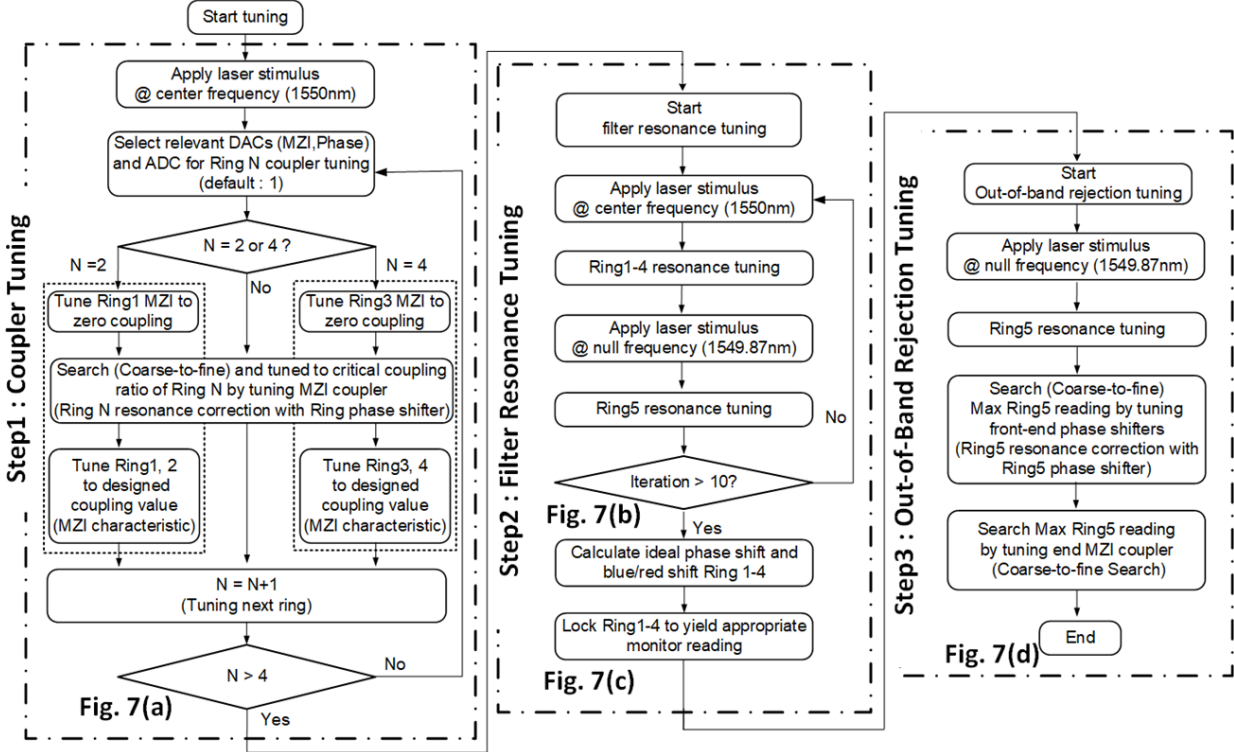 Start tuning
Step1 : Coupler Tuning
Apply laser stimulus
@ center frequency (1550nm)
Select relevant DACs (MZI,Phase)
and ADC for Ring N coupler tuning
(default : 1)
N = 2 or 4 ?
N =2
No
N = 4
Tune Ring1 MZI to
zero coupling
Tune Ring3 MZI to
zero coupling
Search (Coarse-to-fine) and tuned to critical coupling
ratio of Ring N by tuning MZI coupler
(Ring N resonance correction with Ring phase shifter)
Tune Ring1, 2
to designed
coupling value
(MZI characteristic)
Tune Ring3, 4
to designed
coupling value
(MZI characteristic)
N = N+1
(Tuning next ring)
N > 4
No
Yes
Fig. 7(a)
Step2 : Filter Resonance Tuning
Start
filter resonance tuning
Apply laser stimulus
@ center frequency (1550nm)
Ring1-4 resonance tuning
Apply laser stimulus
@ null frequency (1549.87nm)
Ring5 resonance tuning
No
Iteration > 10?
Fig. 7(b)
Yes
Calculate ideal phase shift and
blue/red shift Ring 1-4
Lock Ring1-4 to yield appropriate
monitor reading
Fig. 7(c)
Step3 : Out-of-Band Rejection Tuning
Start
Out-of-band rejection tuning
Apply laser stimulus
@ null frequency (1549.87nm)
Ring5 resonance tuning
Search (Coarse-to-fine)
Max Ring5 reading by tuning
front-end phase shifters
(Ring5 resonance correction with
Ring5 phase shifter)
Search Max Ring5 reading
by tuning end MZI coupler
(Coarse-to-fine Search)
End
Fig. 7(d)